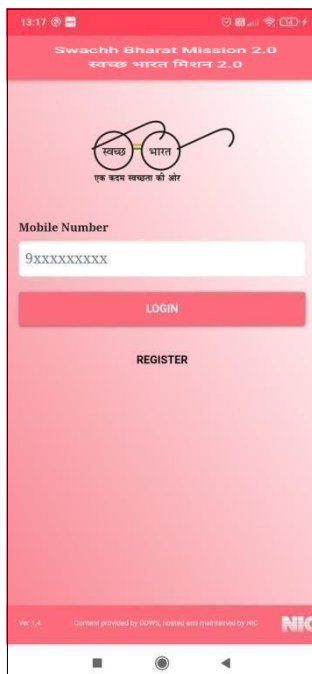 13:17
Swachh Bharat Mission 2.0
स्वच्छ भारत मिशन 2.0
स्वच्छ भारत
एक कदम स्वच्छता की ओर
Mobile Number
9xxxxxxxxx
LOGIN
REGISTER
Ver:1.4 Content provided by DDWS, hosted and maintained by NIC NIC